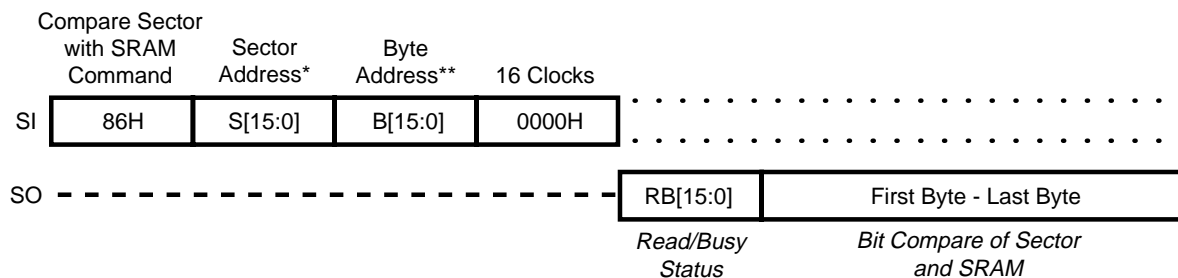 Compare Sector
with SRAM
Command
Sector
Address*
Byte
Address**
16 Clocks
SI
86H
S[15:0]
B[15:0]
0000H
SO
RB[15:0]
First Byte - Last Byte
Read/Busy
Status
Bit Compare of Sector
and SRAM